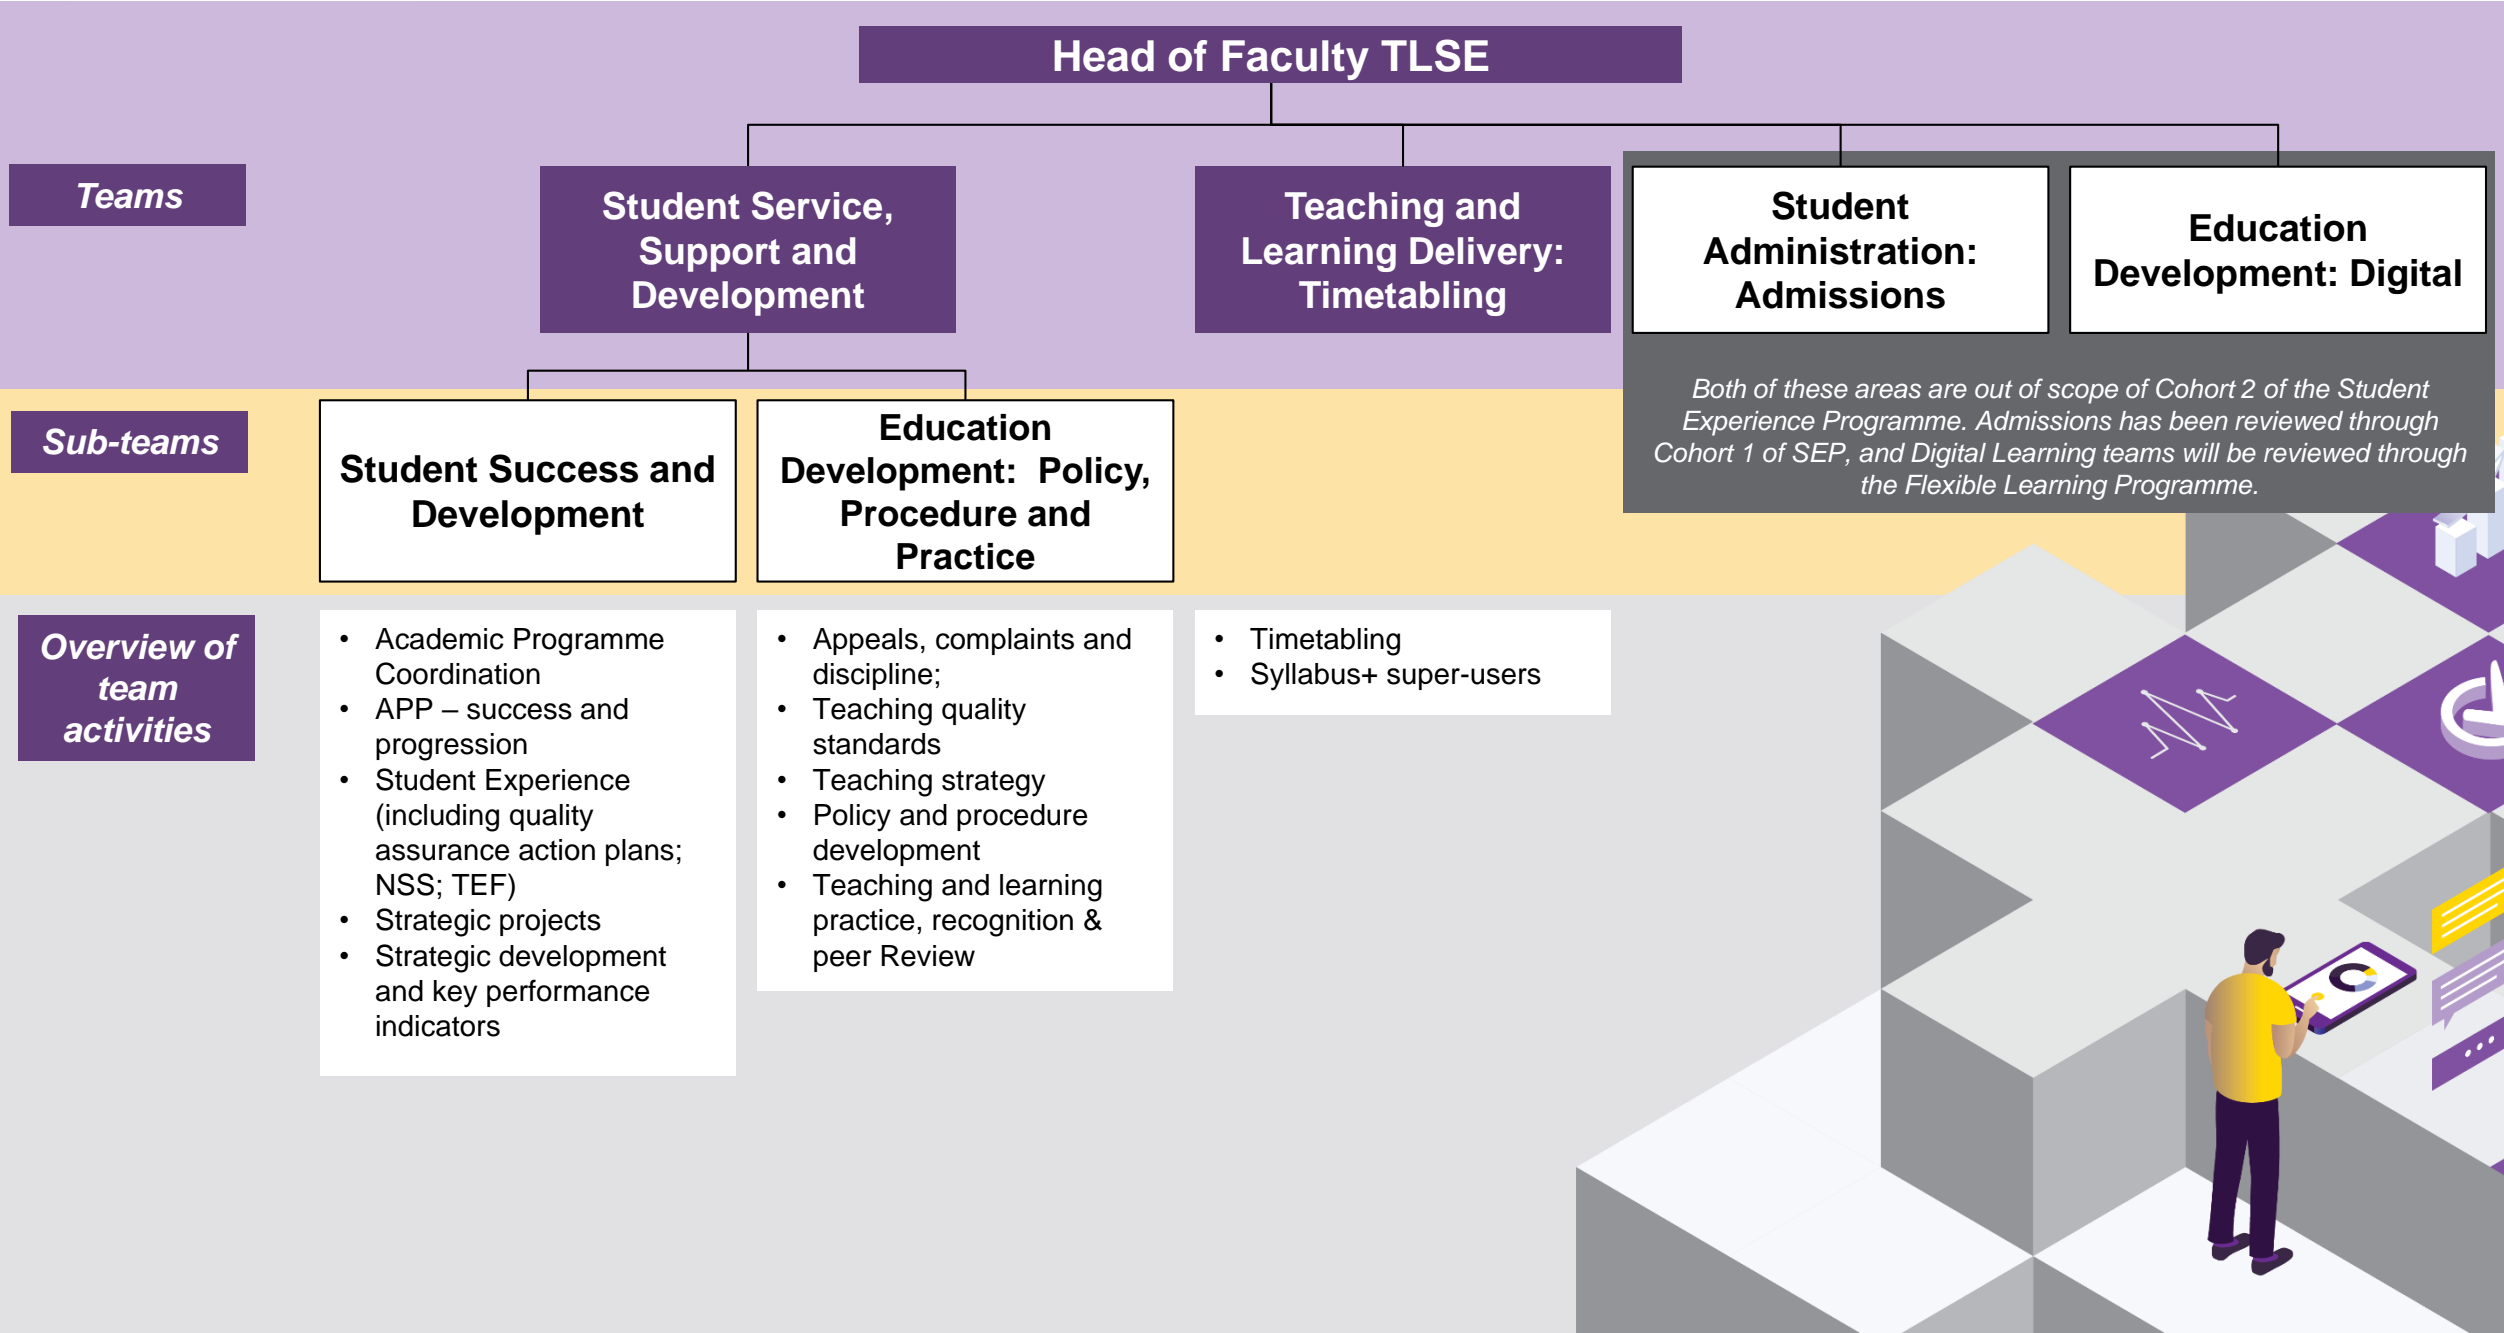 Head of Faculty TLSE
Teams
Student Service,
Support and
Development
Teaching and
Learning Delivery:
Timetabling
Student
Administration:
Admissions
Education
Development: Digital
Both of these areas are out of scope of Cohort 2 of the Student
Experience Programme. Admissions has been reviewed through
Cohort 1 of SEP, and Digital Learning teams will be reviewed through
the Flexible Learning Programme.
Sub-teams
Student Success and
Development
Education
Development:  Policy,
Procedure and
Practice
Overview of
team
activities
• Academic Programme
Coordination
• APP – success and
progression
• Student Experience
(including quality
assurance action plans;
NSS; TEF)
• Strategic projects
• Strategic development
and key performance
indicators
• Appeals, complaints and
discipline;
• Teaching quality
standards
• Teaching strategy
• Policy and procedure
development
• Teaching and learning
practice, recognition &
peer Review
• Timetabling
• Syllabus+ super-users